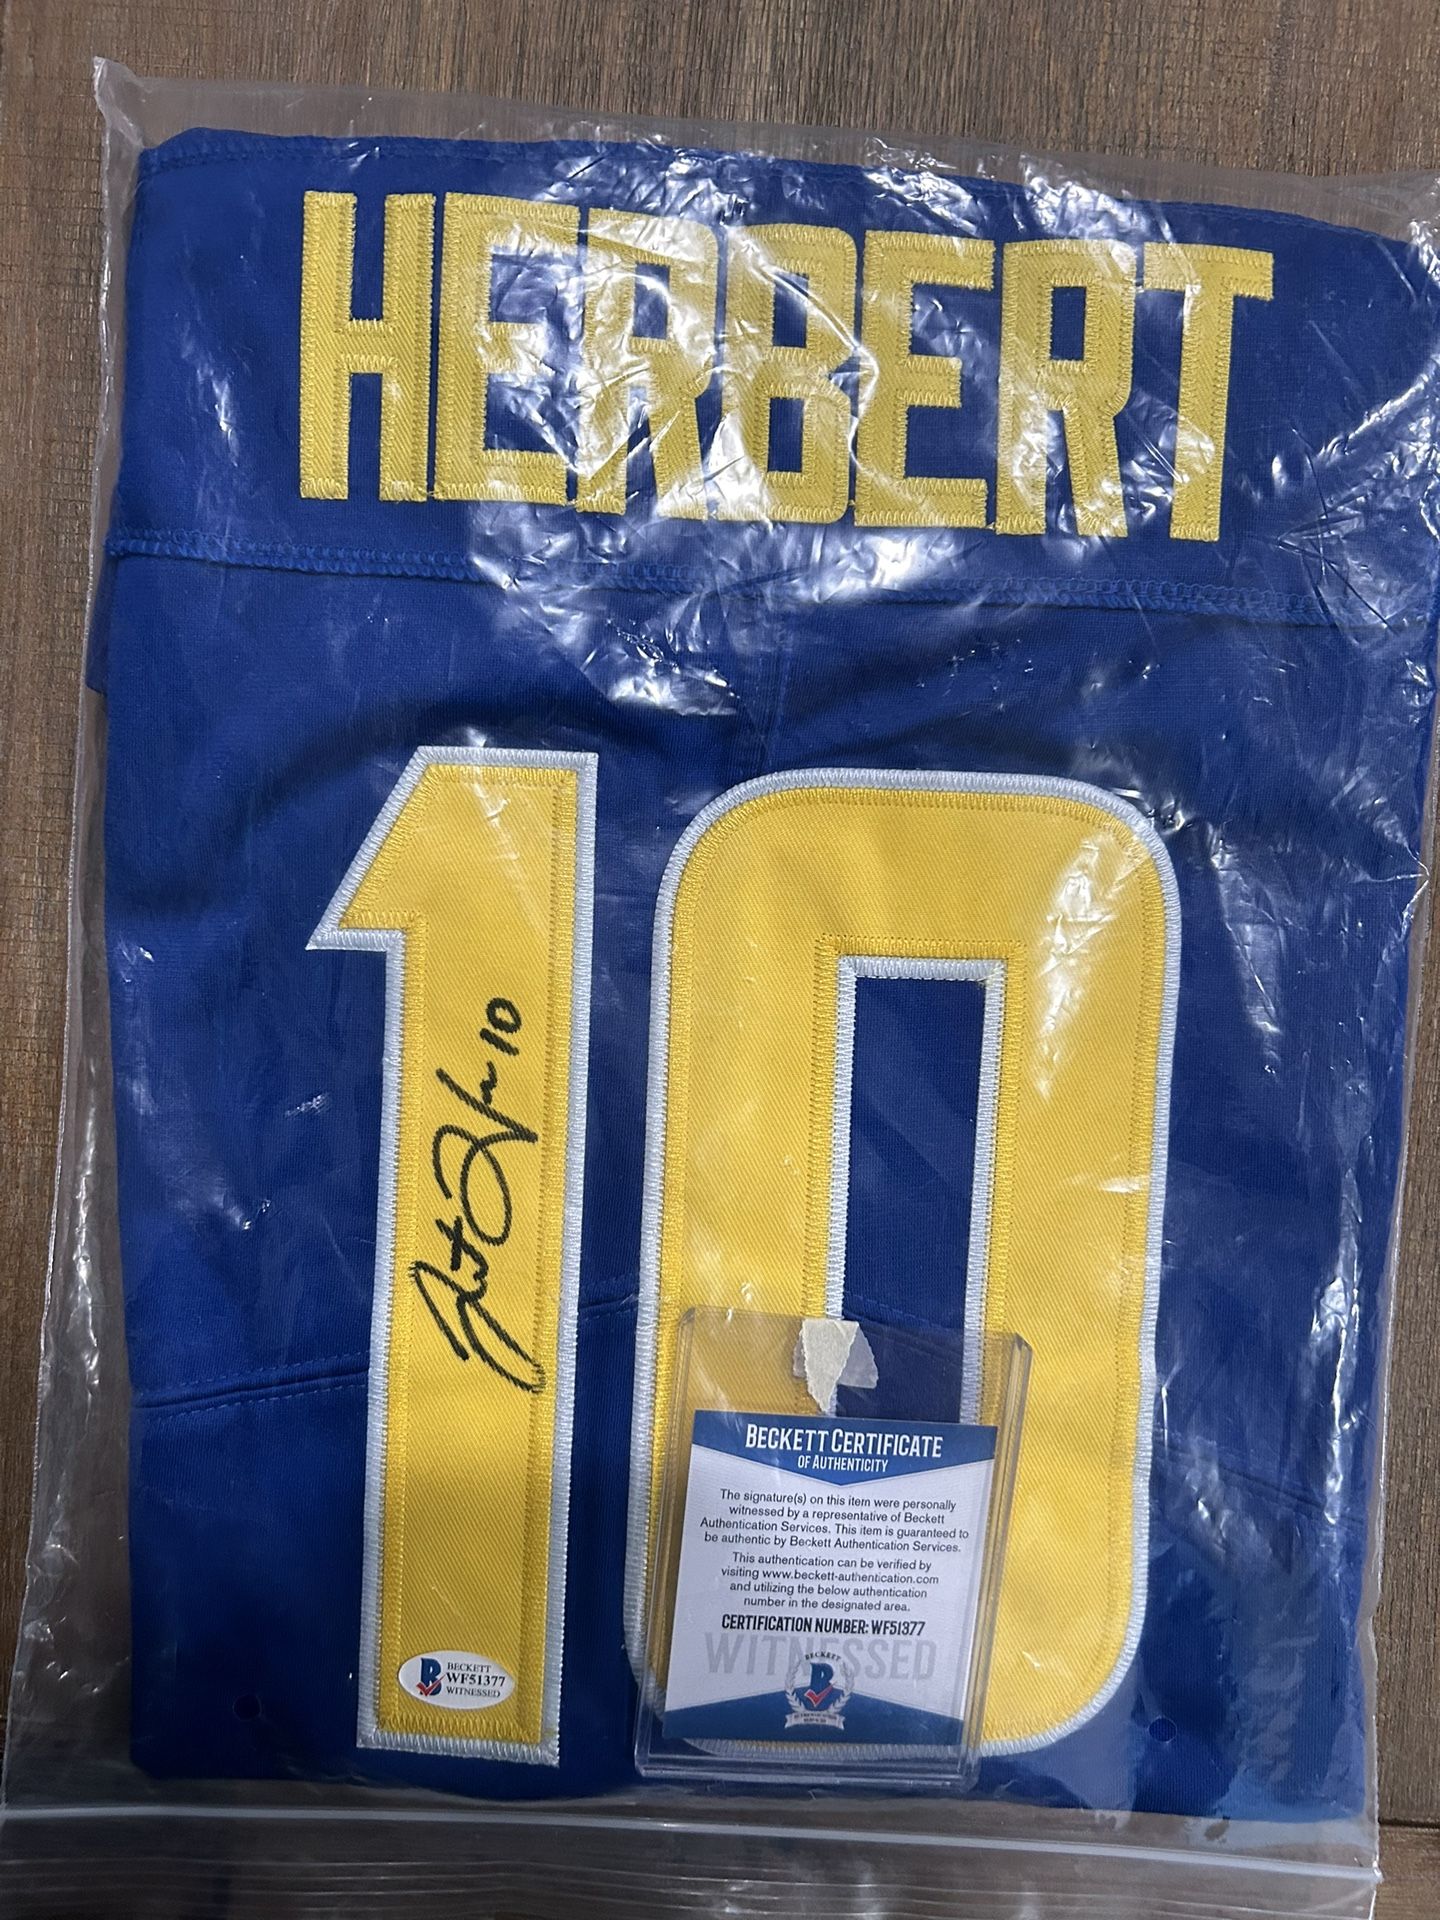 HERBERT
10
Justin Her 10
BECKETT
WF51377
WITNESSED
BECKETT CERTIFICATE
OF AUTHENTICITY
The signature(s) on this item were personally
witnessed by a representative of Beckett
Authentication Services. This item is guaranteed to
be authentic by Beckett Authentication Services.
This authentication can be verified by
visiting www.beckett-authentication.com
and utilizing the below authentication
number in the designated area.
CERTIFICATION NUMBER: WF51377
WITNESSED
BECKETT
B